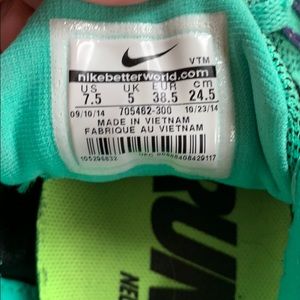 VTM
nikebetterworld.com
US UK EUR cm
7.5 5 38.5 24.5
09/10/14 705462-300 10/23/14
MADE IN VIETNAM
FABRIQUE AU VIETNAM
RUN